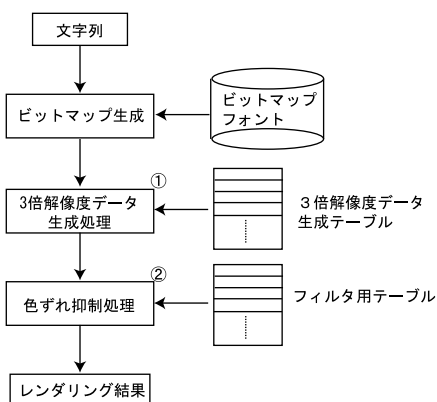 文字列
ビットマップ生成
ビットマップ
フォント
①
3倍解像度データ
生成処理
３倍解像度データ
生成テーブル
②
色ずれ抑制処理
フィルタ用テーブル
レンダリング結果